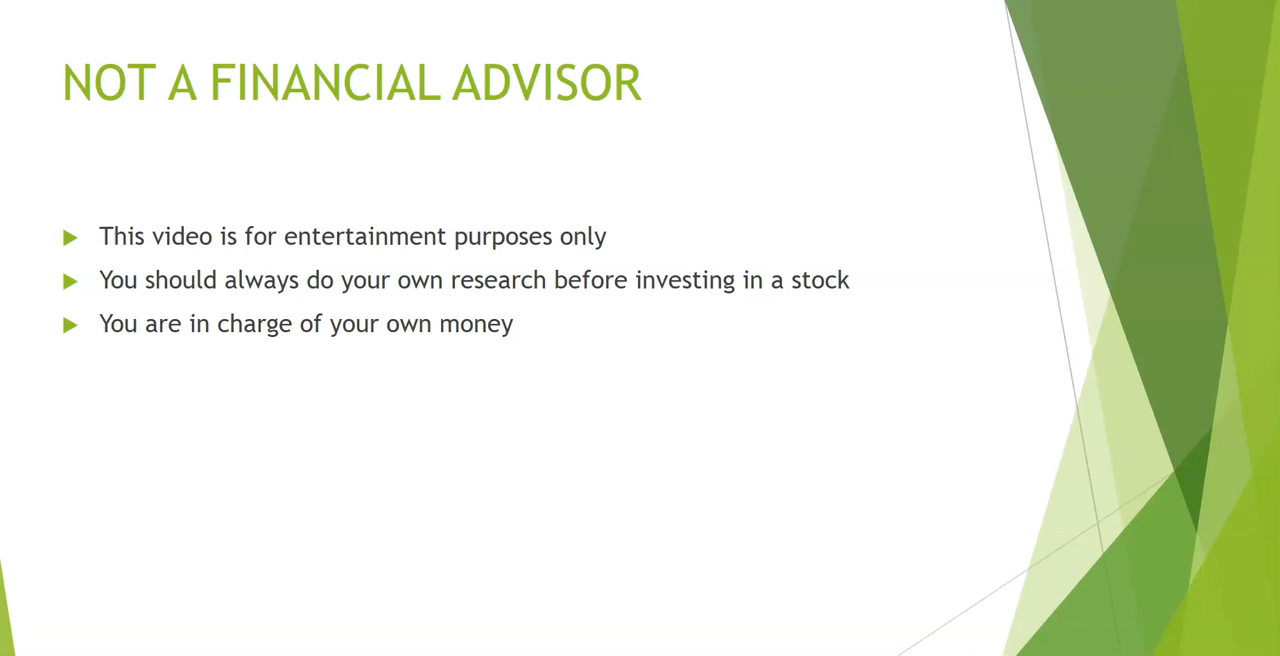 NOT A FINANCIAL ADVISOR
This video is for entertainment purposes only
You should always do your own research before investing in a stock
You are in charge of your own money